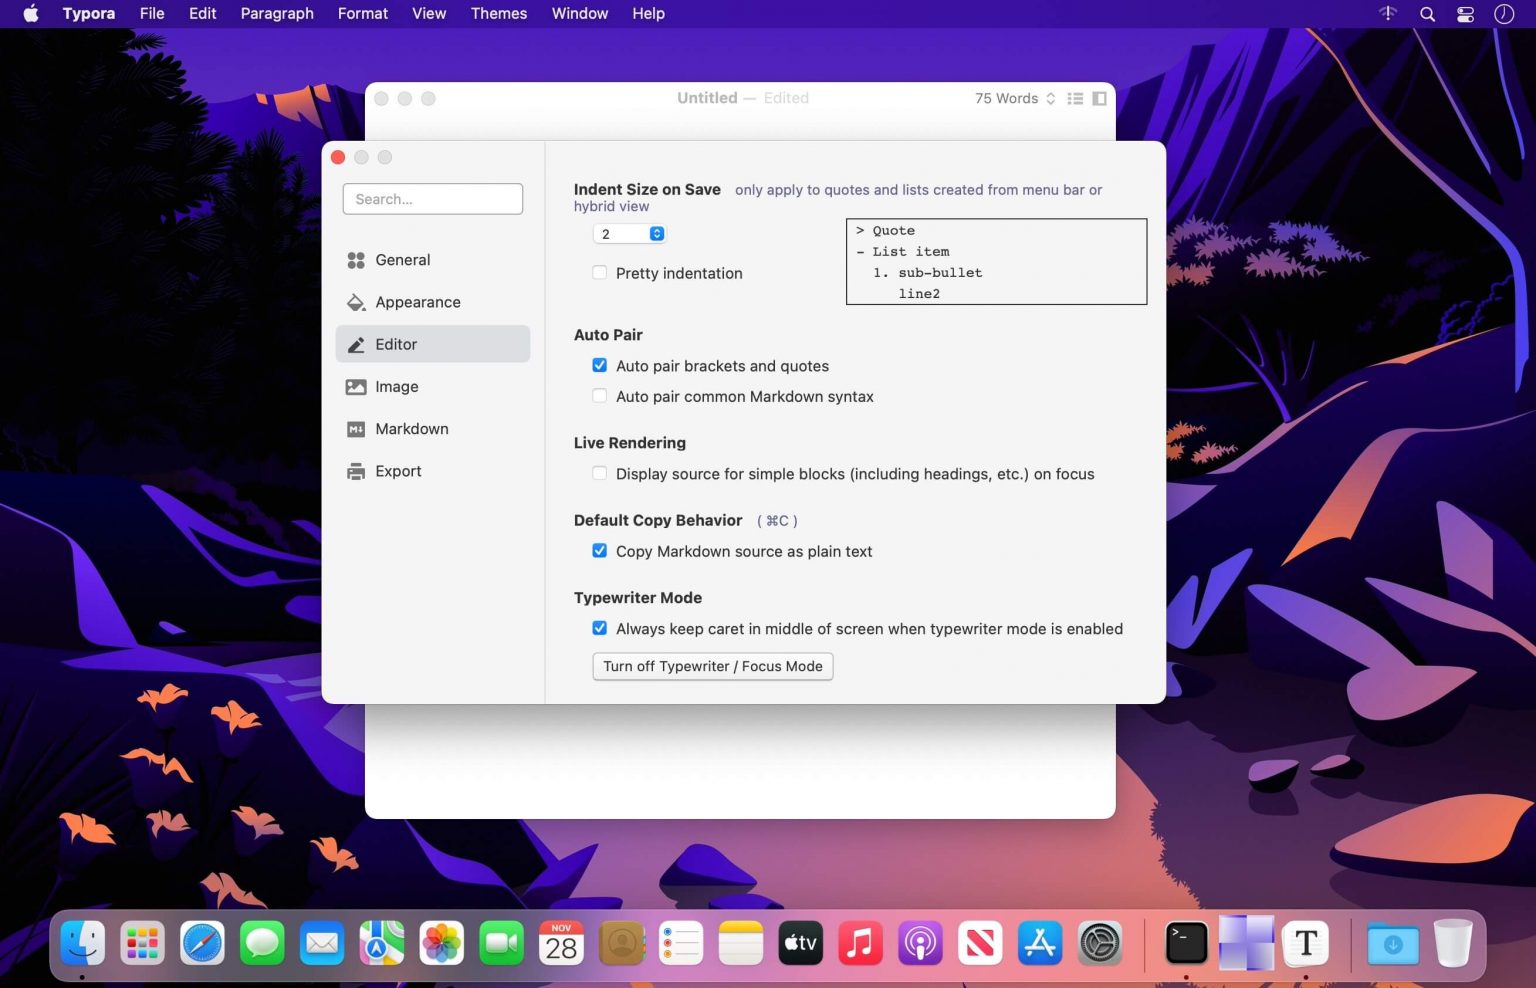 Typora File Edit Paragraph Format View Themes Window Help
Untitled — Edited
75 Words
Search...
General
Appearance
Editor
Image
Markdown
Export
Indent Size on Save only apply to quotes and lists created from menu bar or
hybrid view
2
Pretty indentation
> Quote
- List item
1. sub-bullet
line2
Auto Pair
Auto pair brackets and quotes
Auto pair common Markdown syntax
Live Rendering
Display source for simple blocks (including headings, etc.) on focus
Default Copy Behavior ( ⌘C )
Copy Markdown source as plain text
Typewriter Mode
Always keep caret in middle of screen when typewriter mode is enabled
Turn off Typewriter / Focus Mode
NOV
28
tv
>_
T